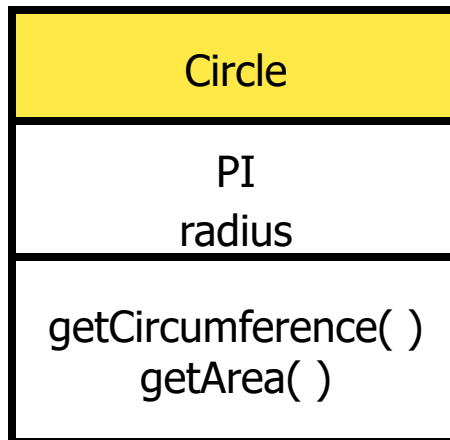 Circle
PI
radius
getCircumference( )
getArea( )